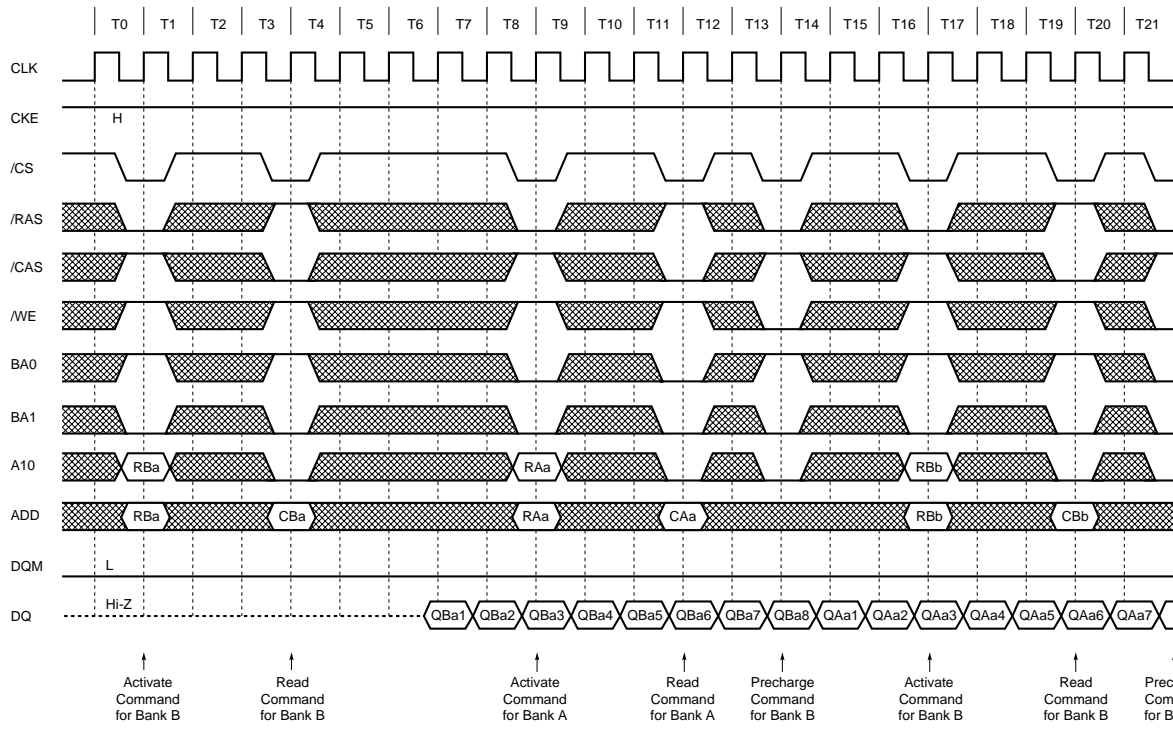 T0 T1 T2 T3 T4 T5 T6 T7 T8 T9 T10 T11 T12 T13 T14 T15 T16 T17 T18 T19 T20 T21
CLK
CKE H
/CS
/RAS
/CAS
/WE
BA0
BA1
A10 RBa RAa RBb
ADD RBa CBa RAa CAa RBb CBb
DQM L
DQ Hi-Z QBa1 QBa2 QBa3 QBa4 QBa5 QBa6 QBa7 QBa8 QAa1 QAa2 QAa3 QAa4 QAa5 QAa6 QAa7
Activate
Command
for Bank B
Read
Command
for Bank B
Activate
Command
for Bank A
Read
Command
for Bank A
Precharge
Command
for Bank B
Activate
Command
for Bank B
Read
Command
for Bank B
Prec
Com
for B